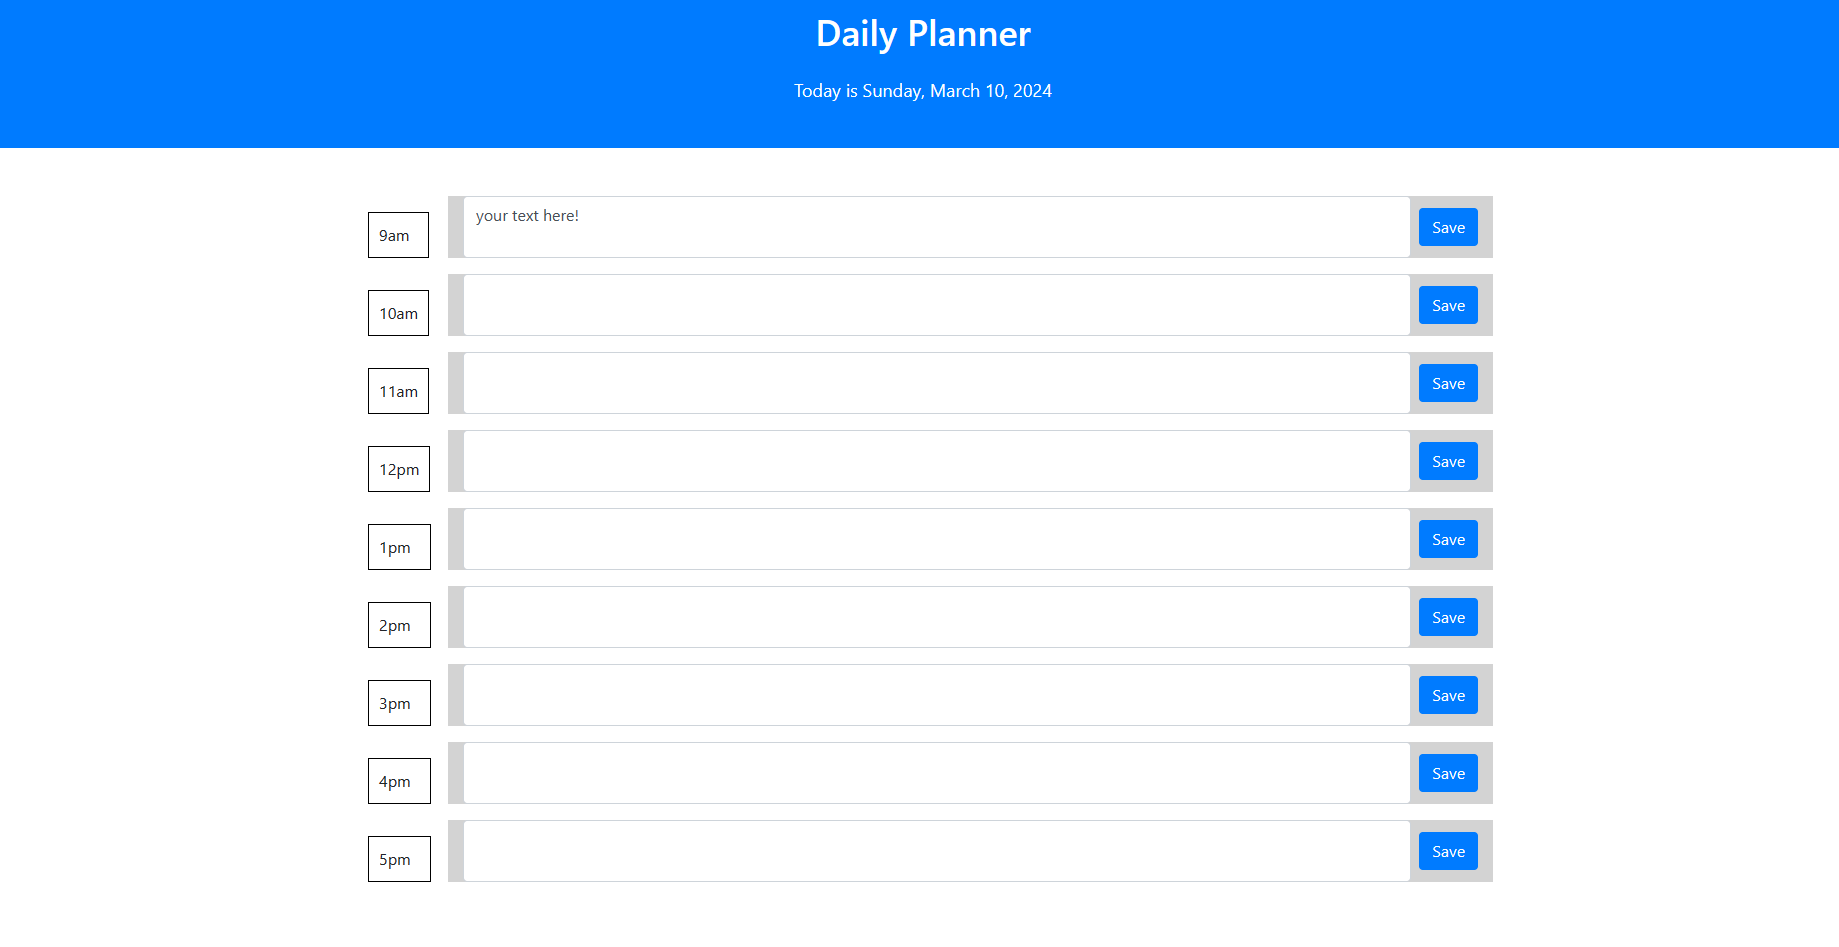 Daily Planner
Today is Sunday, March 10, 2024
9am your text here! Save
10am Save
11am Save
12pm Save
1pm Save
2pm Save
3pm Save
4pm Save
5pm Save